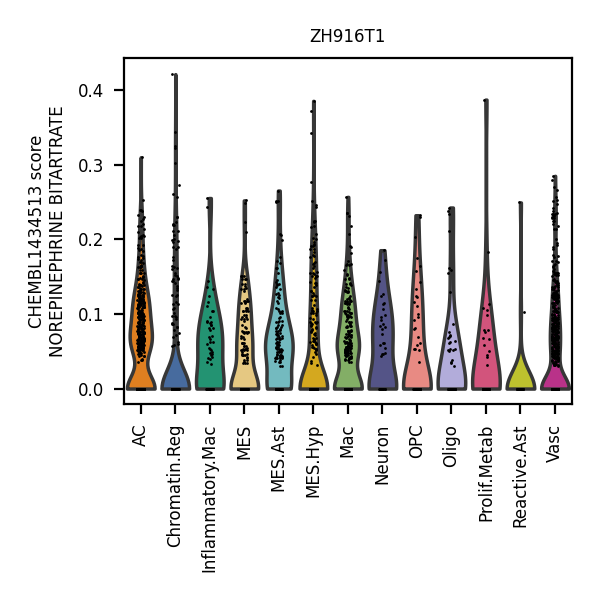 ZH916T1
CHEMBL1434513 score
NOREPINEPHRINE BITARTRATE
0.4
0.3
0.2
0.1
0.0
AC
Chromatin.Reg
Inflammatory.Mac
MES
MES.Ast
MES.Hyp
Mac
Neuron
OPC
Oligo
Prolif.Metab
Reactive.Ast
Vasc